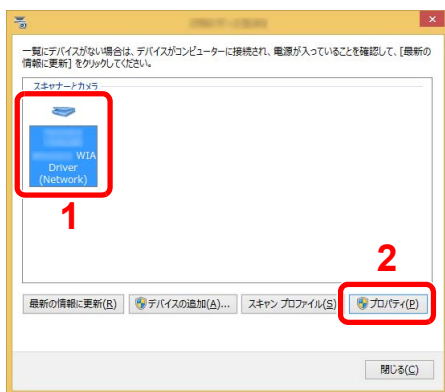 一覧にデバイスがない場合は、デバイスがコンピューターに接続され、電源が入っていることを確認して、[最新の
情報に更新] をクリックしてください。
スキャナーとカメラ
WIA
Driver
(Network)
1
2
最新の情報に更新(R)
デバイスの追加(A)...
スキャン プロファイル(S)
プロパティ(P)
閉じる(C)